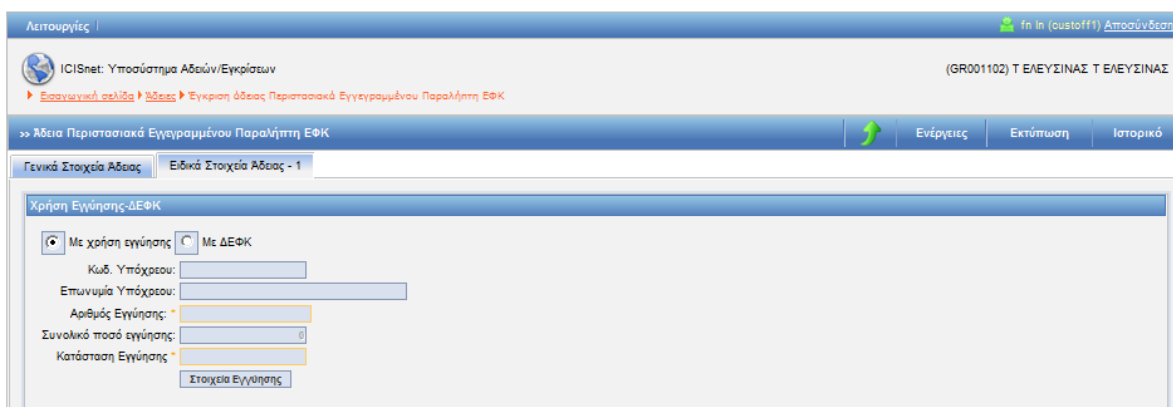 Λειτουργίες
fn ln (custoff1) Αποσύνδεση
ICISnet: Υποσύστημα Αδειών/Εγκρίσεων
(GR001102) Τ ΕΛΕΥΣΙΝΑΣ Τ ΕΛΕΥΣΙΝΑΣ
Εισαγωγική σελίδα Άδειες Έγκριση άδειας Περιστασιακά Εγγεγραμμένου Παραλήπτη ΕΦΚ
>> Άδεια Περιστασιακά Εγγεγραμμένου Παραλήπτη ΕΦΚ
Ενέργειες Εκτύπωση Ιστορικό
Γενικά Στοιχεία Άδειας Ειδικά Στοιχεία Άδειας - 1
Χρήση Εγγύησης-ΔΕΦΚ
Με χρήση εγγύησης Με ΔΕΦΚ
Κωδ. Υπόχρεου:
Επωνυμία Υπόχρεου:
Αριθμός Εγγύησης: *
Συνολικό ποσό εγγύησης: 0
Κατάσταση Εγγύησης *
Στοιχεία Εγγύησης